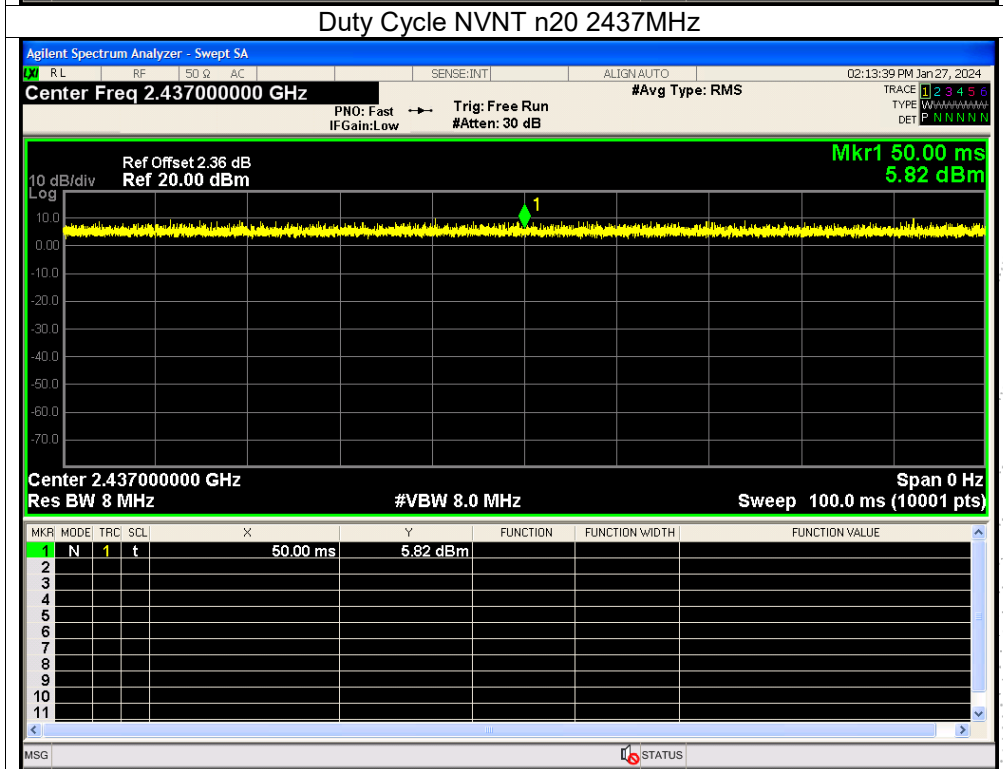 Duty Cycle NVNT n20 2437MHz
Agilent Spectrum Analyzer - Swept SA
LXI RL RF 50 Ω AC SENSE:INT ALIGN AUTO 02:13:39 PM Jan 27, 2024
Center Freq 2.437000000 GHz #Avg Type: RMS TRACE 1 2 3 4 5 6
PNO: Fast Trig: Free Run TYPE WWWWWW
IFGain:Low #Atten: 30 dB DET P N N N N N
Mkr1 50.00 ms
Ref Offset 2.36 dB
10 dB/div Ref 20.00 dBm 5.82 dBm
Log
1
10.0
0.00
-10.0
-20.0
-30.0
-40.0
-50.0
-60.0
-70.0
Center 2.437000000 GHz Span 0 Hz
Res BW 8 MHz #VBW 8.0 MHz Sweep 100.0 ms (10001 pts)
MKR MODE TRC SCL X Y FUNCTION FUNCTION WIDTH FUNCTION VALUE
1 N 1 t 50.00 ms 5.82 dBm
2
3
4
5
6
7
8
9
10
11
MSG STATUS